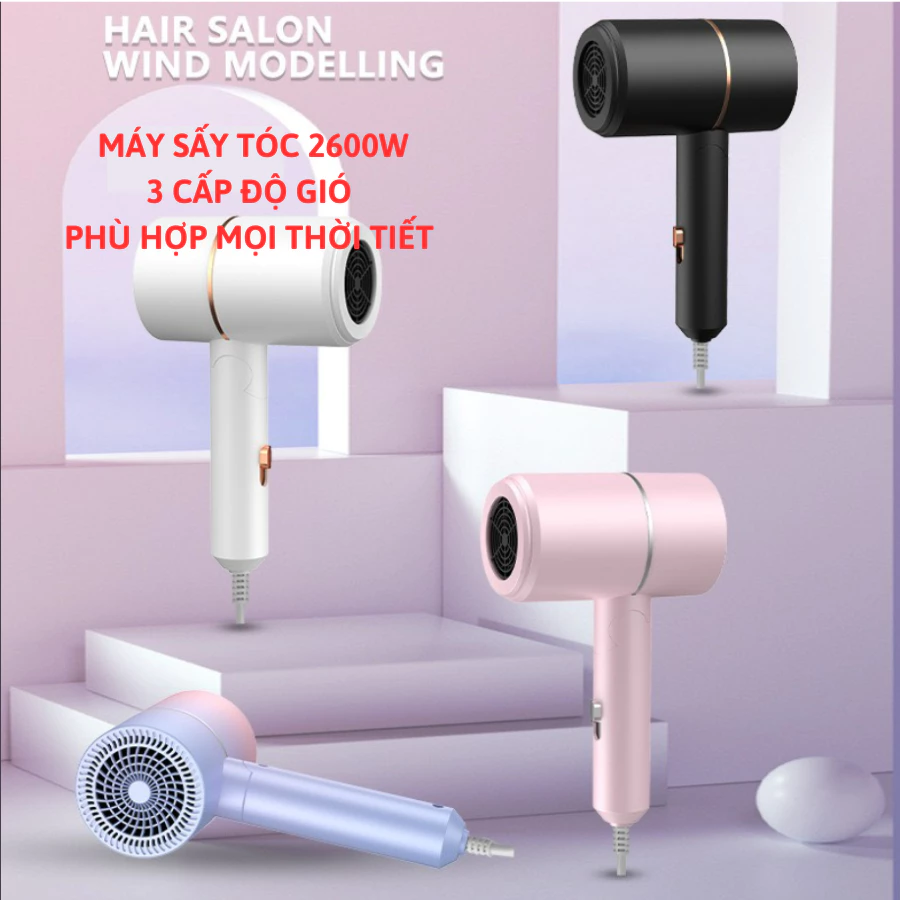 HAIR SALON
WIND MODELLING
MÁY SẤY TÓC 2600W
3 CẤP ĐỘ GIÓ
PHÙ HỢP MỌI THỜI TIẾT